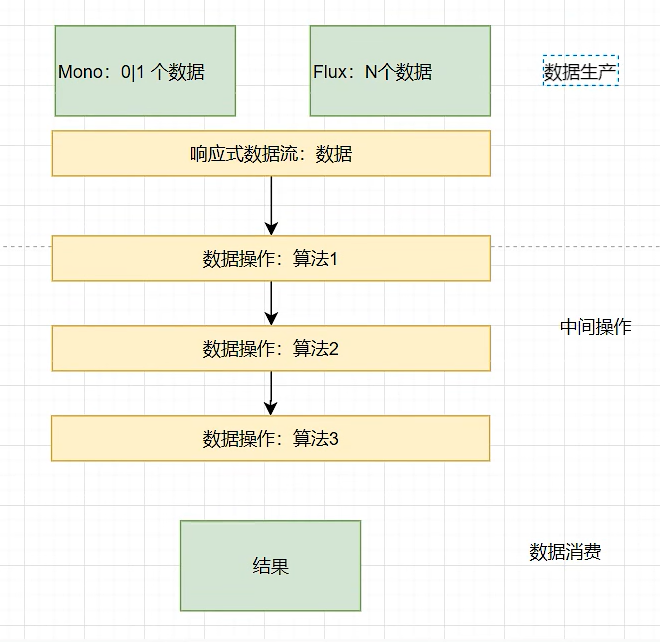 Mono：0|1 个数据
Flux：N个数据
数据生产
响应式数据流：数据
数据操作：算法1
中间操作
数据操作：算法2
数据操作：算法3
数据消费
结果